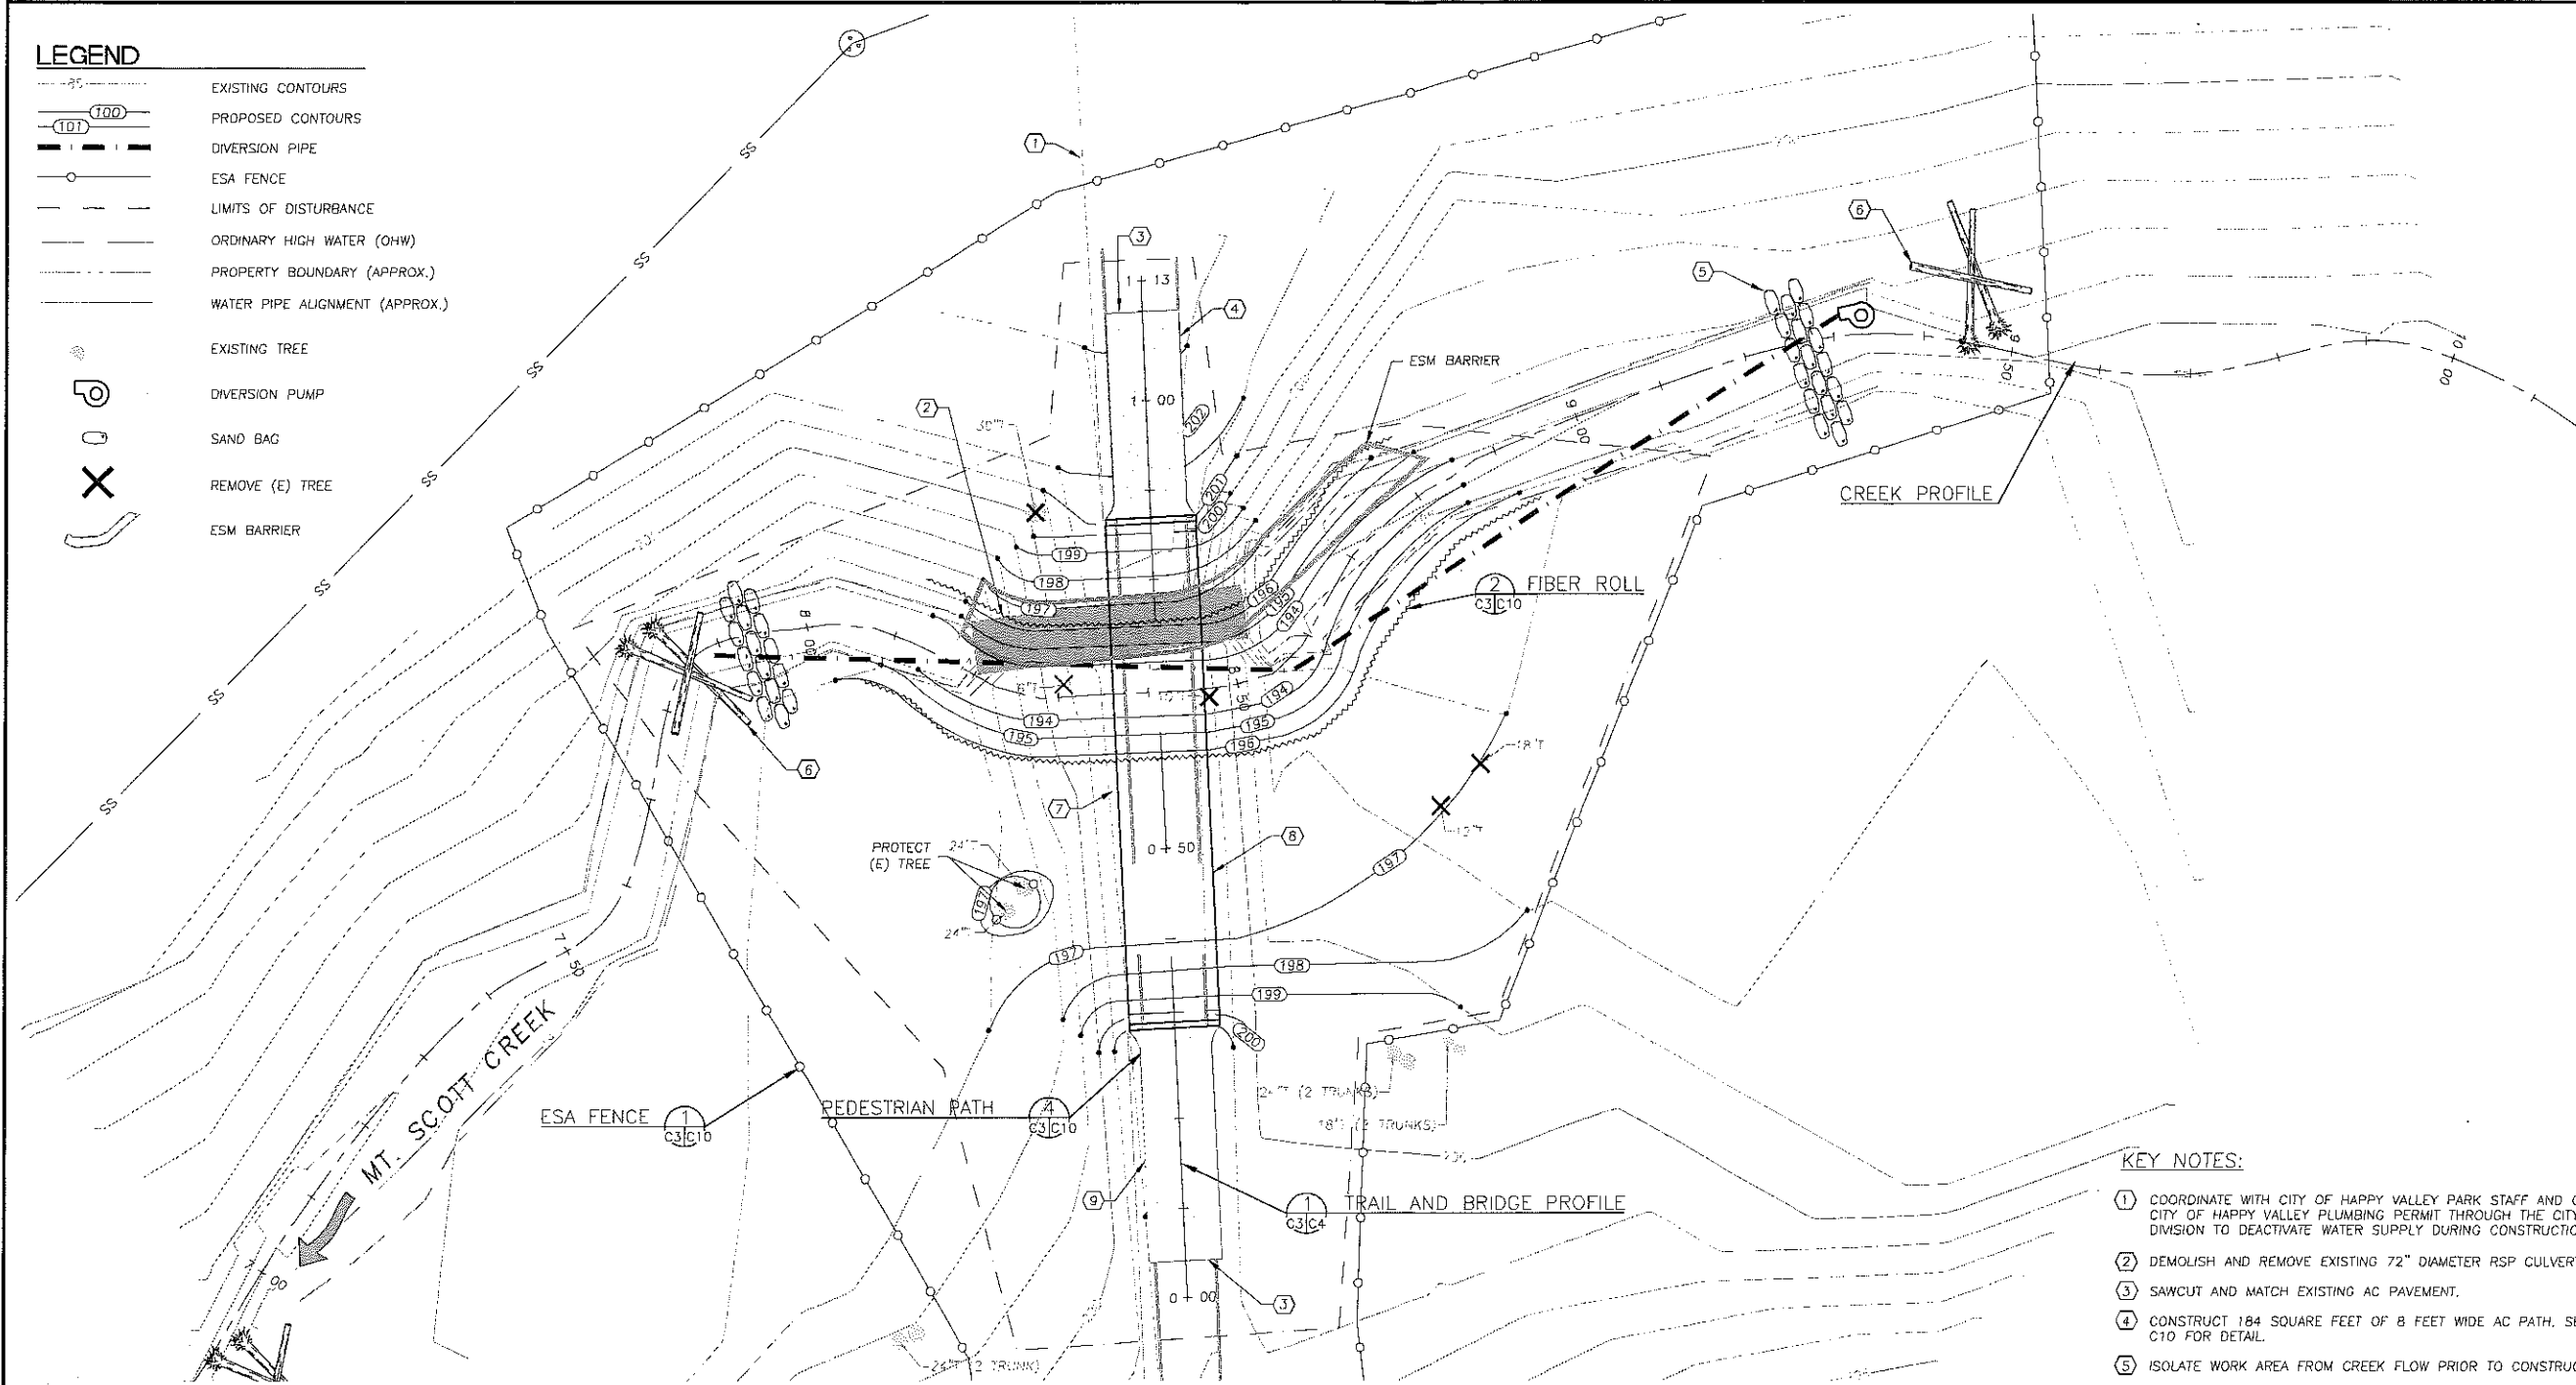 LEGEND
EXISTING CONTOURS
100
101
PROPOSED CONTOURS
DIVERSION PIPE
ESA FENCE
LIMITS OF DISTURBANCE
ORDINARY HIGH WATER (OHW)
PROPERTY BOUNDARY (APPROX.)
WATER PIPE ALIGNMENT (APPROX.)
EXISTING TREE
DIVERSION PUMP
SAND BAG
REMOVE (E) TREE
ESM BARRIER
SS
SS
SS
SS
SS
SS
SS
1
3
1+13
4
ESM BARRIER
2
30"T
1+00
202
201
200
199
198
197
196
195
194
5
6
9+00
9+50
10+00
CREEK PROFILE
2
C3 C10
FIBER ROLL
8+00
8+50
194
194
195
195
196
6
7
8
0+50
18"T
12"T
197
PROTECT
(E) TREE
24"T
24"T
197
197
198
199
200
7+50
MT. SCOTT CREEK
ESA FENCE
1
C3 C10
PEDESTRIAN PATH
4
C3 C10
24"T (2 TRUNKS)
18"T (2 TRUNKS)
9
1
C3 C4
TRAIL AND BRIDGE PROFILE
0+00
3
24"T (2 TRUNK)
KEY NOTES:
1 COORDINATE WITH CITY OF HAPPY VALLEY PARK STAFF AND
CITY OF HAPPY VALLEY PLUMBING PERMIT THROUGH THE CITY
DIVISION TO DEACTIVATE WATER SUPPLY DURING CONSTRUCTIO
2 DEMOLISH AND REMOVE EXISTING 72" DIAMETER RSP CULVER
3 SAWCUT AND MATCH EXISTING AC PAVEMENT.
4 CONSTRUCT 184 SQUARE FEET OF 8 FEET WIDE AC PATH. SE
C10 FOR DETAIL.
5 ISOLATE WORK AREA FROM CREEK FLOW PRIOR TO CONSTRUC